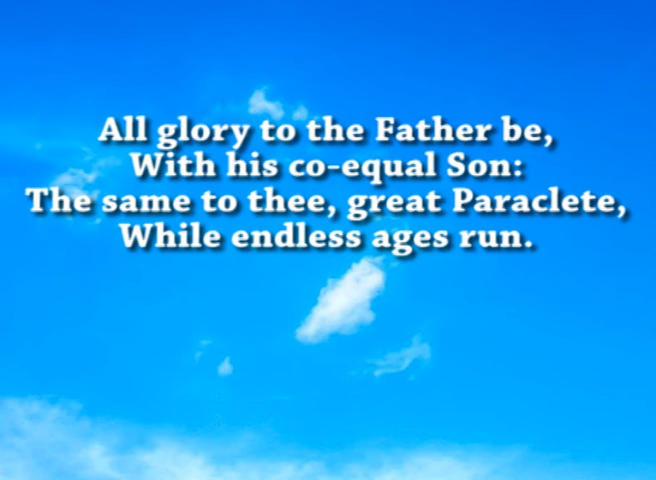 All glory to the Father be,
With his co-equal Son:
The same to thee, great Paraclete,
While endless ages run.